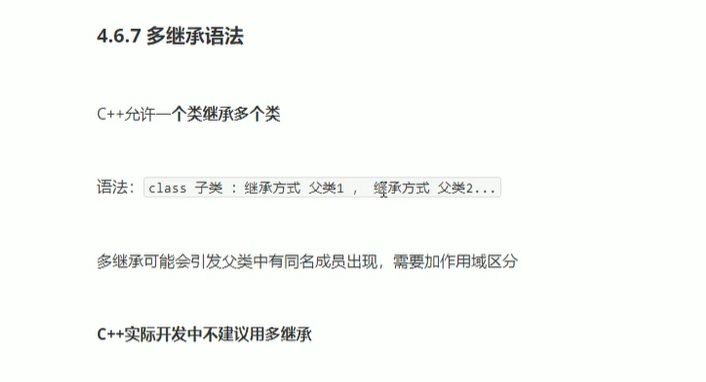 4.6.7 多继承语法
C++允许一个类继承多个类
语法： class 子类 ：继承方式 父类1 ， 继承方式 父类2...
多继承可能会引发父类中有同名成员出现，需要加作用域区分
C++实际开发中不建议用多继承